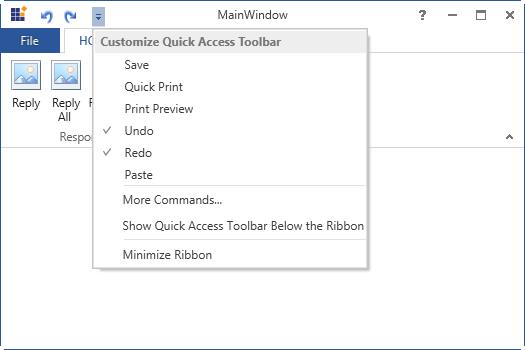 MainWindow
?
File
HO
Customize Quick Access Toolbar
Save
Quick Print
Print Preview
Undo
Redo
Paste
More Commands...
Show Quick Access Toolbar Below the Ribbon
Minimize Ribbon
Reply
Reply
All
Respo